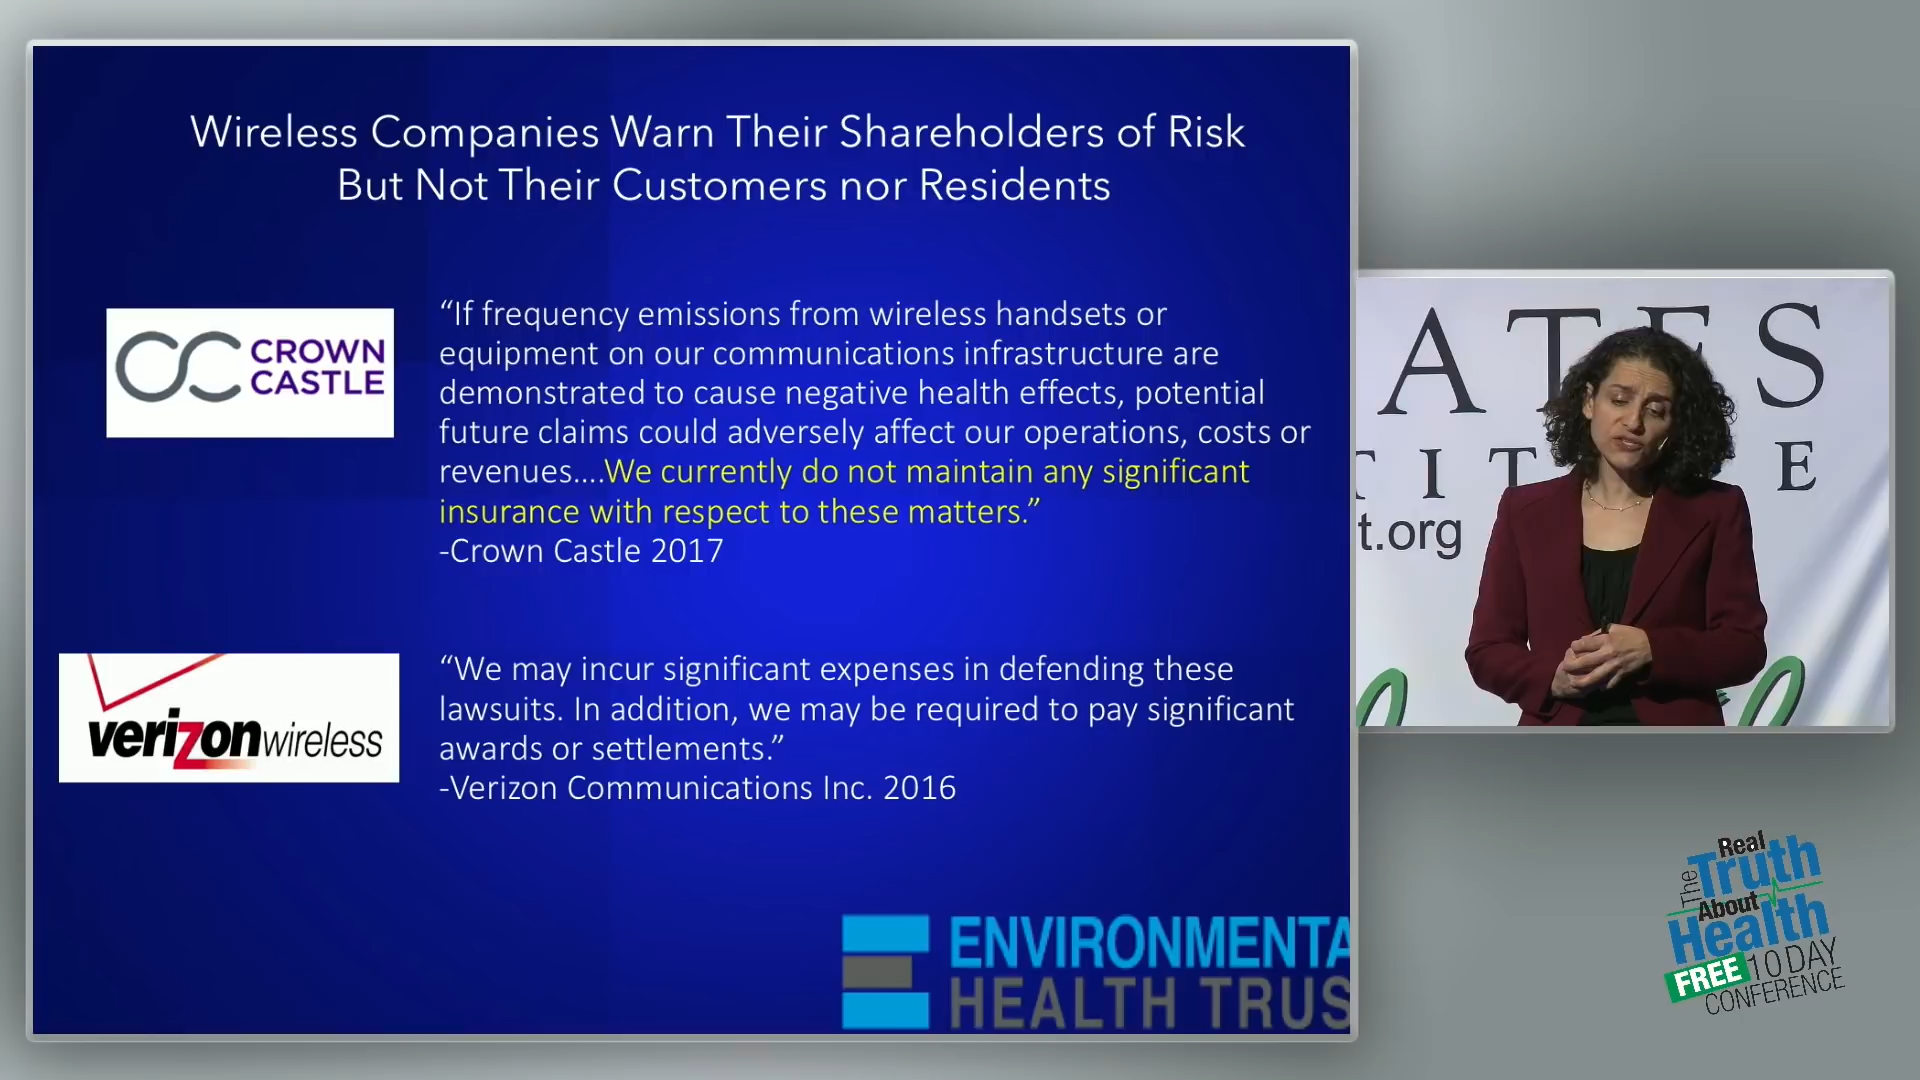 Wireless Companies Warn Their Shareholders of Risk
But Not Their Customers nor Residents
CROWN
CASTLE
“If frequency emissions from wireless handsets or
equipment on our communications infrastructure are
demonstrated to cause negative health effects, potential
future claims could adversely affect our operations, costs or
revenues....We currently do not maintain any significant
insurance with respect to these matters.”
-Crown Castle 2017
verizonwireless
“We may incur significant expenses in defending these
lawsuits. In addition, we may be required to pay significant
awards or settlements.”
-Verizon Communications Inc. 2016
ENVIRONMENTA
HEALTH TRUS
ATES
TIT E
t.org
The Real
Truth
About
Health
FREE 10 DAY
CONFERENCE